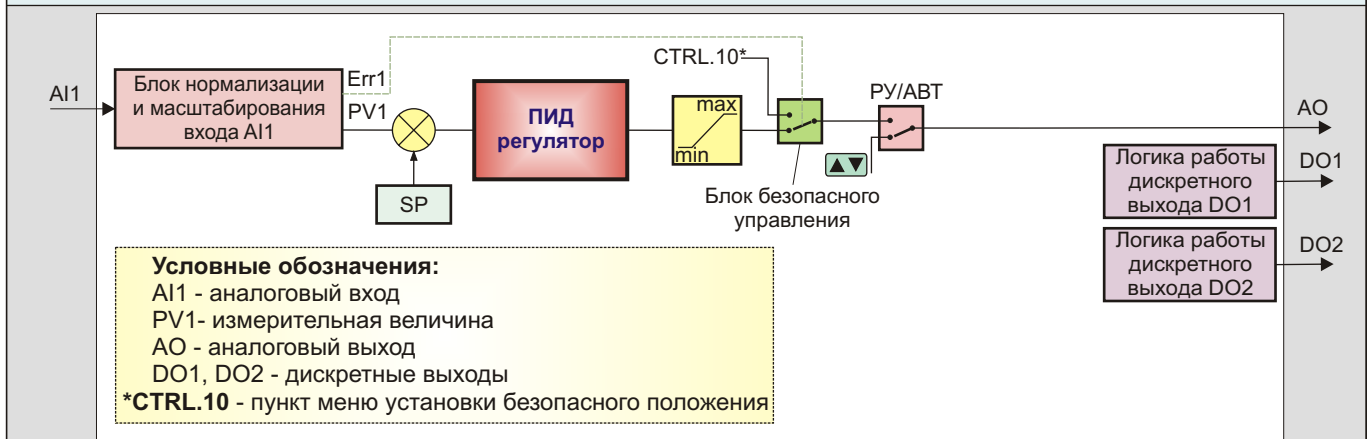 AI1
Блок нормализации
и масштабирования
входа AI1
Err1
PV1
SP
ПИД
регулятор
max
min
CTRL.10*
Блок безопасного
управления
РУ/АВТ
AO
Логика работы
дискретного
выхода DO1
DO1
Логика работы
дискретного
выхода DO2
DO2
Условные обозначения:
AI1 - аналоговый вход
PV1- измерительная величина
АО - аналоговый выход
DO1, DO2 - дискретные выходы
*CTRL.10 - пункт меню установки безопасного положения